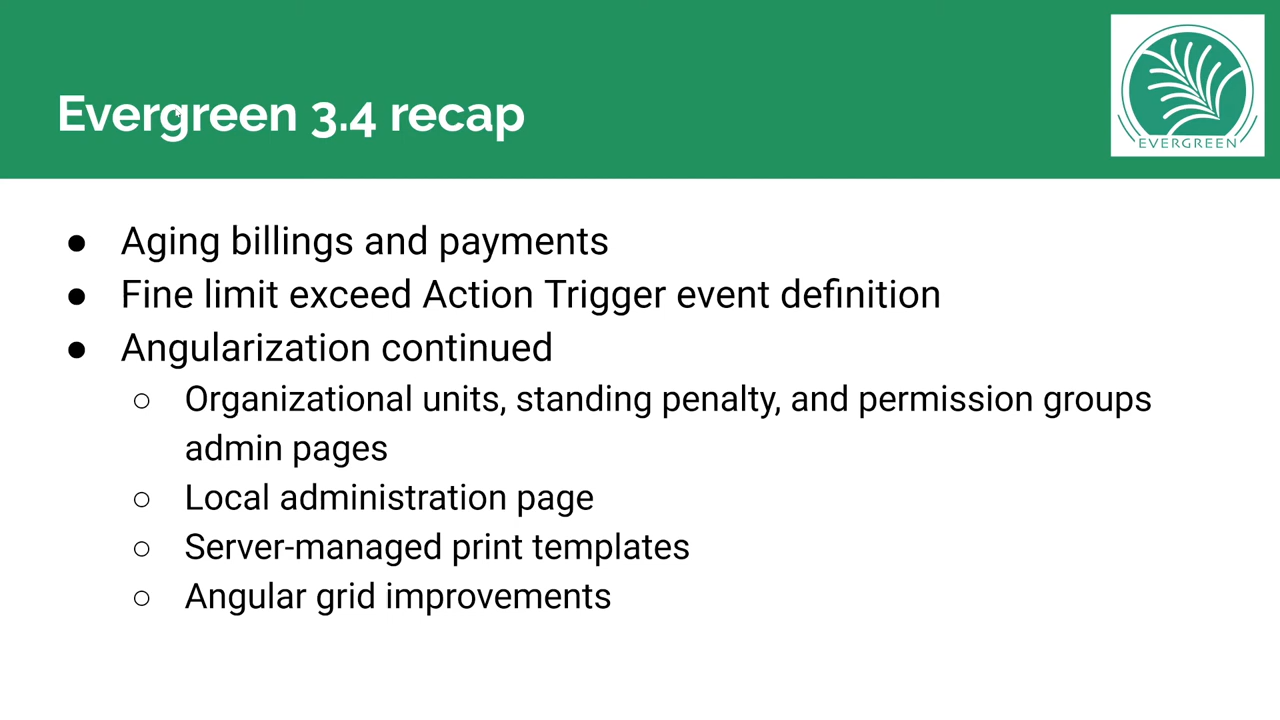 Evergreen 3.4 recap
EVERGREEN
● Aging billings and payments
● Fine limit exceed Action Trigger event definition
● Angularization continued
○ Organizational units, standing penalty, and permission groups
admin pages
○ Local administration page
○ Server-managed print templates
○ Angular grid improvements